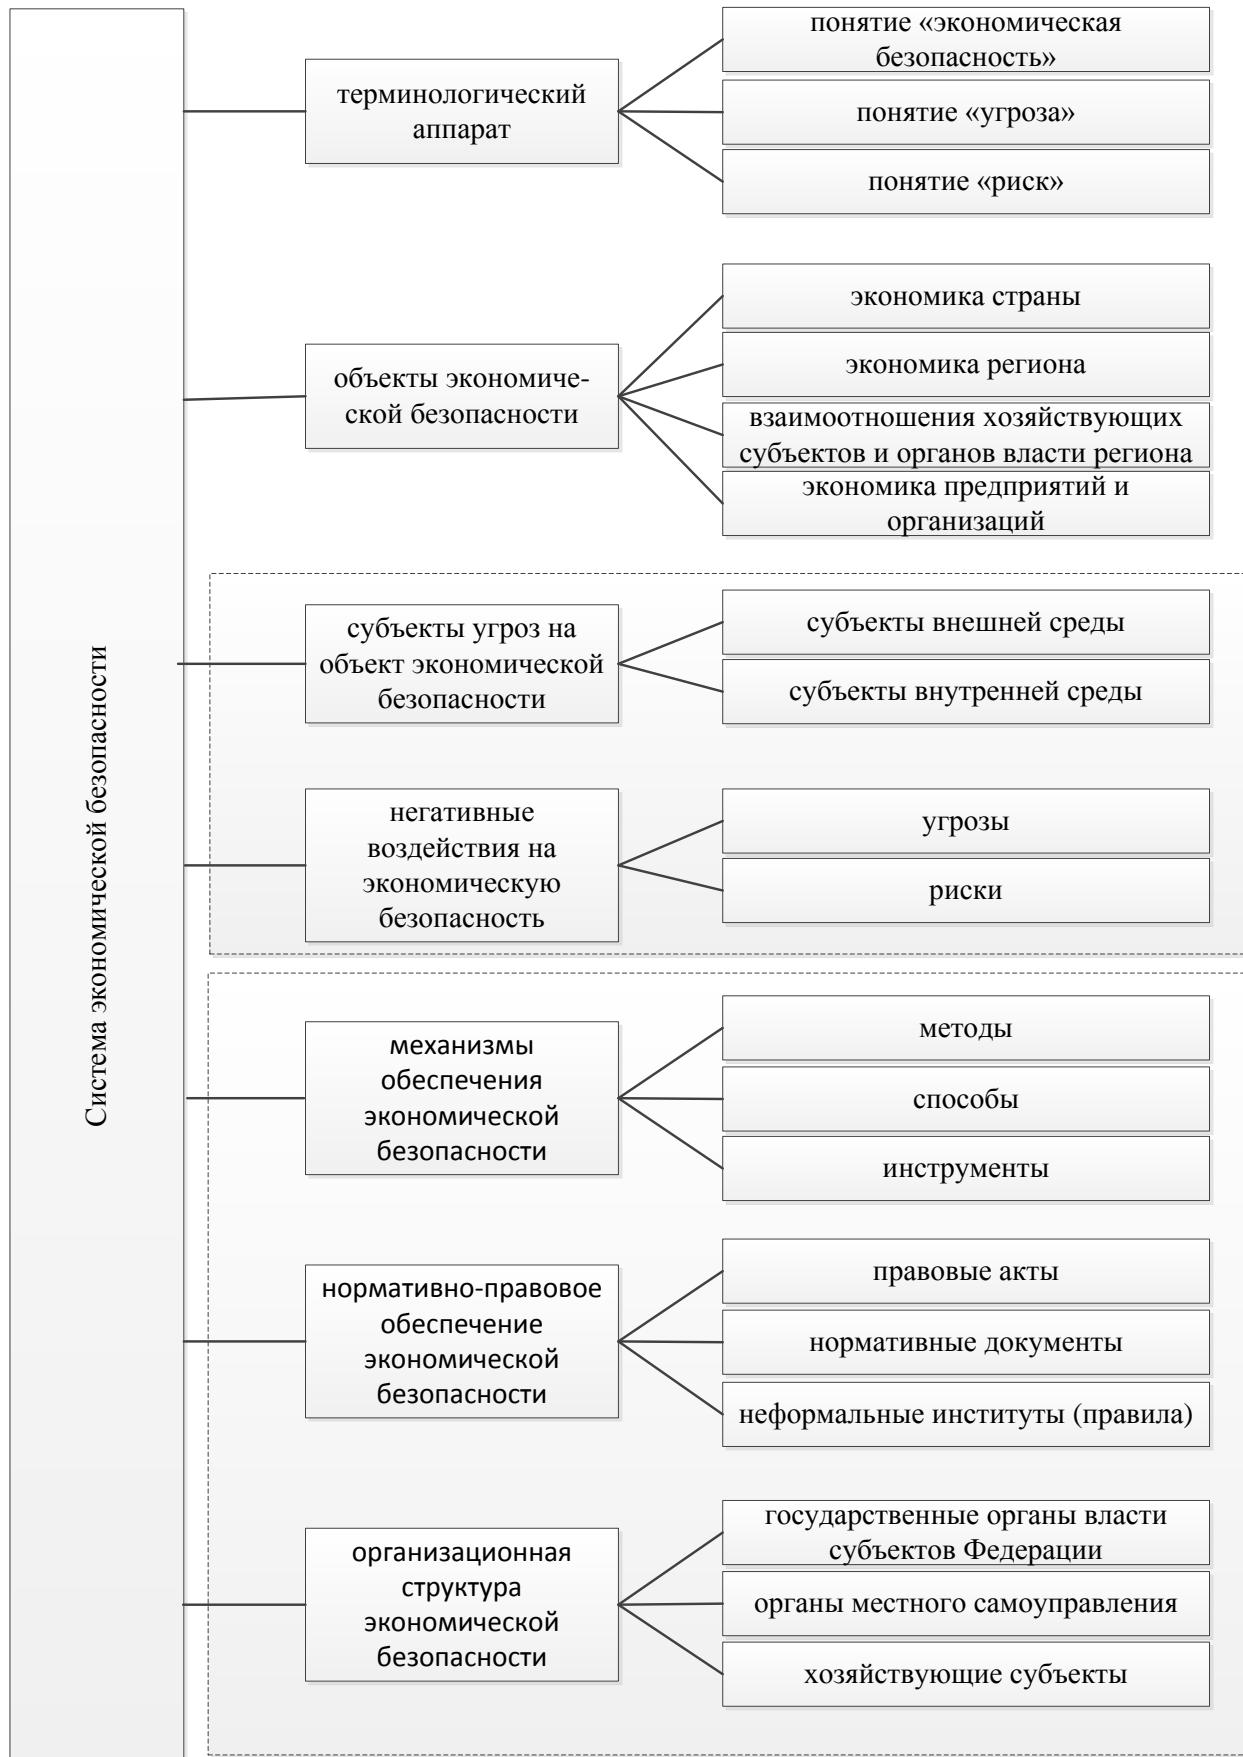 Система экономической безопасности
терминологический
аппарат
понятие «экономическая
безопасность»
понятие «угроза»
понятие «риск»
объекты экономиче-
ской безопасности
экономика страны
экономика региона
взаимоотношения хозяйствующих
субъектов и органов власти региона
экономика предприятий и
организаций
субъекты угроз на
объект экономической
безопасности
субъекты внешней среды
субъекты внутренней среды
негативные
воздействия на
экономическую
безопасность
угрозы
риски
механизмы
обеспечения
экономической
безопасности
методы
способы
инструменты
нормативно-правовое
обеспечение
экономической
безопасности
правовые акты
нормативные документы
неформальные институты (правила)
организационная
структура
экономической
безопасности
государственные органы власти
субъектов Федерации
органы местного самоуправления
хозяйствующие субъекты